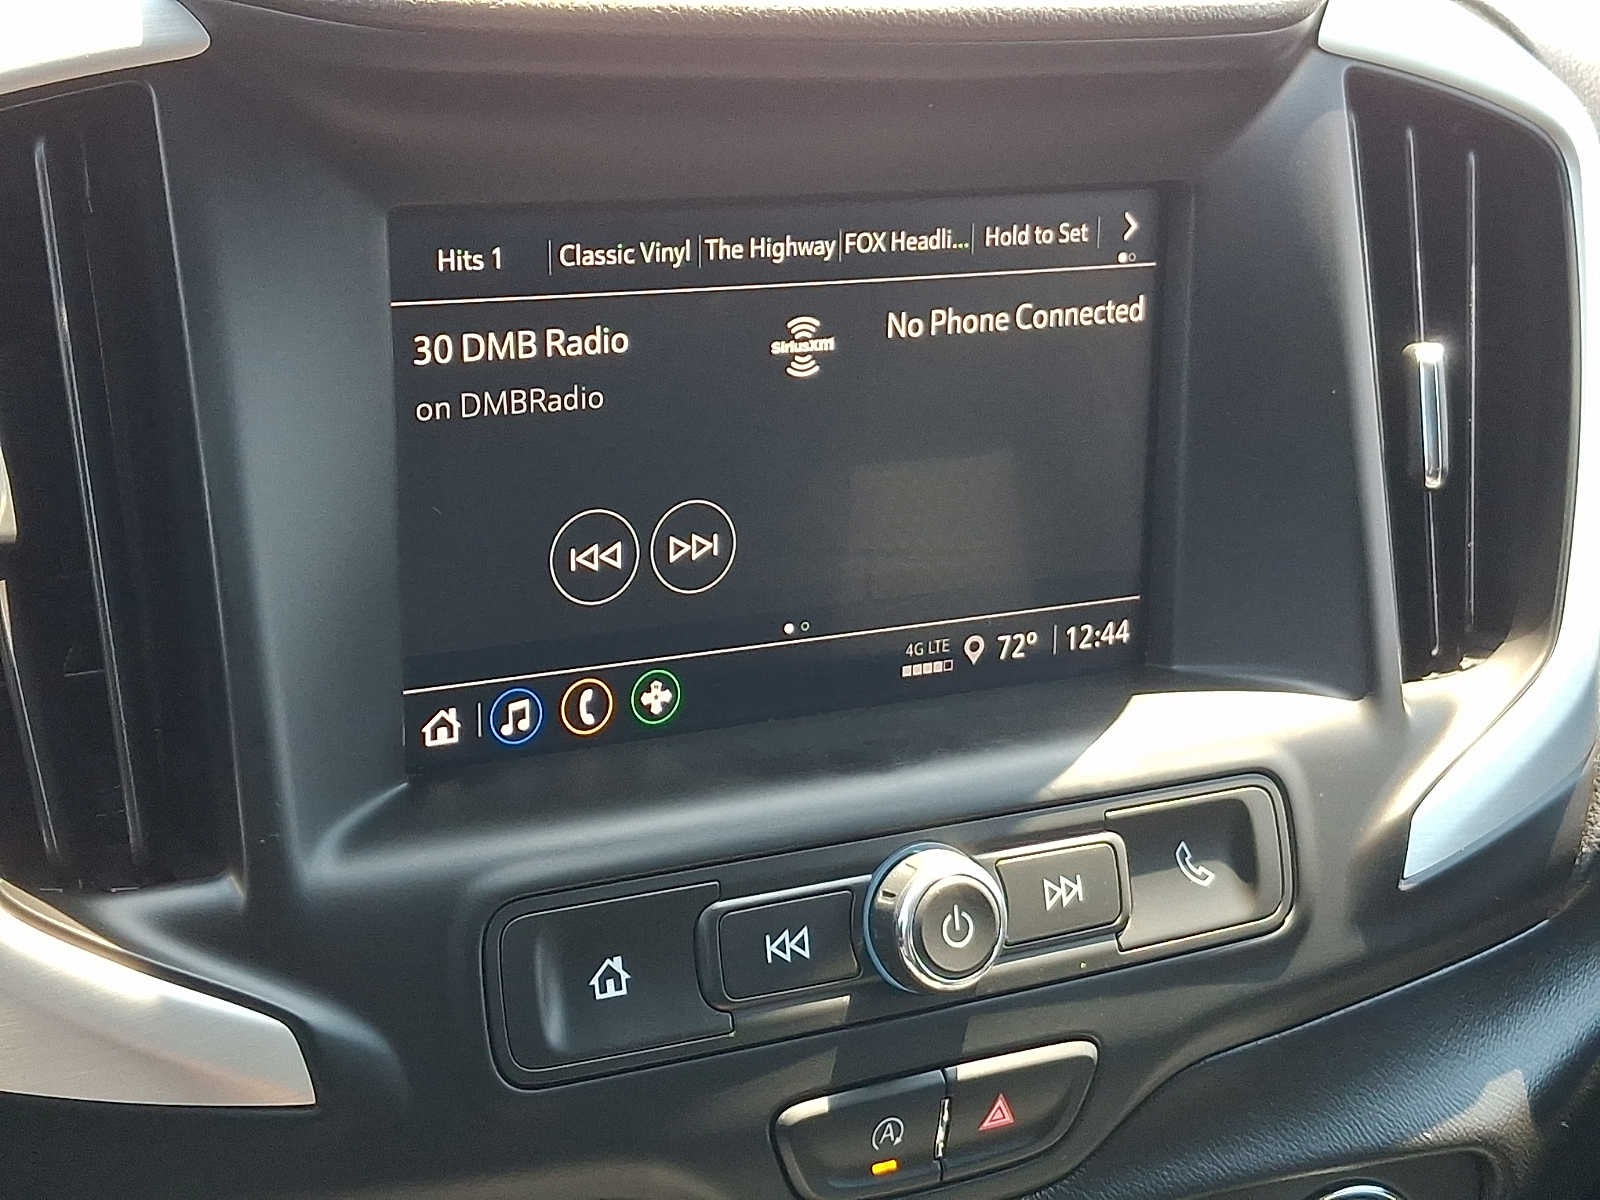 Hits 1 Classic Vinyl The Highway FOX Headli... Hold to Set
30 DMB Radio
SiriusXM
No Phone Connected
on DMBRadio
4G LTE 72° 12:44
A